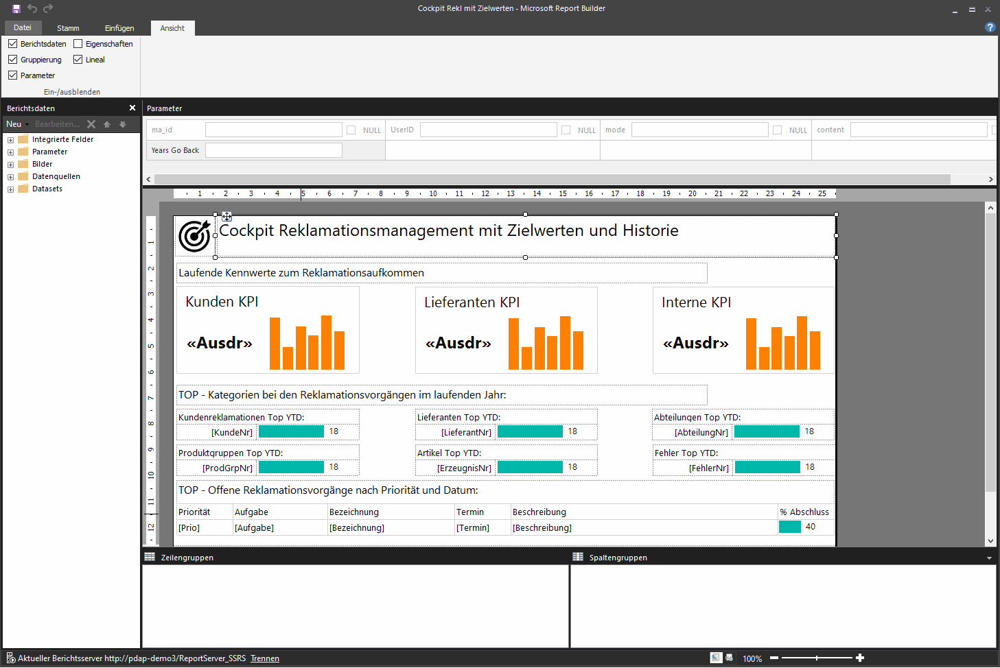 Cockpit Rekl mit Zielwerten - Microsoft Report Builder
Datei Stamm Einfügen Ansicht
Berichtsdaten Eigenschaften
Gruppierung Lineal
Parameter
Ein-/ausblenden
Berichtsdaten
Neu Bearbeiten...
Integrierte Felder
Parameter
Bilder
Datenquellen
Datasets
Parameter
ma_id NULL UserID NULL mode NULL content
Years Go Back
1 2 3 4 5 6 7 8 9 10 11 12 13 14 15 16 17 18 19 20 21 22 23 24 25
1
2
3
4
5
6
7
8
9
10
11
12
Cockpit Reklamationsmanagement mit Zielwerten und Historie
Laufende Kennwerte zum Reklamationsaufkommen
Kunden KPI Lieferanten KPI Interne KPI
«Ausdr» «Ausdr» «Ausdr»
TOP - Kategorien bei den Reklamationsvorgängen im laufenden Jahr:
Kundenreklamationen Top YTD: Lieferanten Top YTD: Abteilungen Top YTD:
[KundeNr] 18 [LieferantNr] 18 [AbteilungNr] 18
Produktgruppen Top YTD: Artikel Top YTD: Fehler Top YTD:
[ProdGrpNr] 18 [ErzeugnisNr] 18 [FehlerNr] 18
TOP - Offene Reklamationsvorgänge nach Priorität und Datum:
Priorität Aufgabe Bezeichnung Termin Beschreibung % Abschluss
[Prio] [Aufgabe] [Bezeichnung] [Termin] [Beschreibung] 40
Zeilengruppen Spaltengruppen
Aktueller Berichtsserver http://pdap-demo3/ReportServer_SSRS Trennen 100%